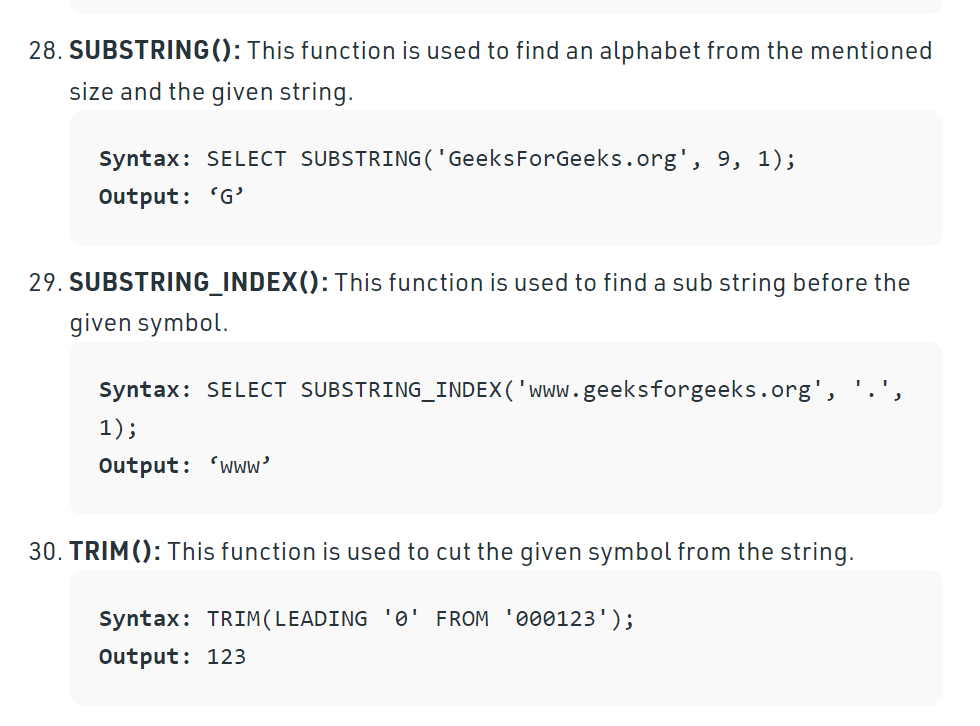 28. SUBSTRING(): This function is used to find an alphabet from the mentioned
size and the given string.
Syntax: SELECT SUBSTRING('GeeksForGeeks.org', 9, 1);
Output: ‘G’
29. SUBSTRING_INDEX(): This function is used to find a sub string before the
given symbol.
Syntax: SELECT SUBSTRING_INDEX('www.geeksforgeeks.org', '.',
1);
Output: ‘www’
30. TRIM(): This function is used to cut the given symbol from the string.
Syntax: TRIM(LEADING '0' FROM '000123');
Output: 123